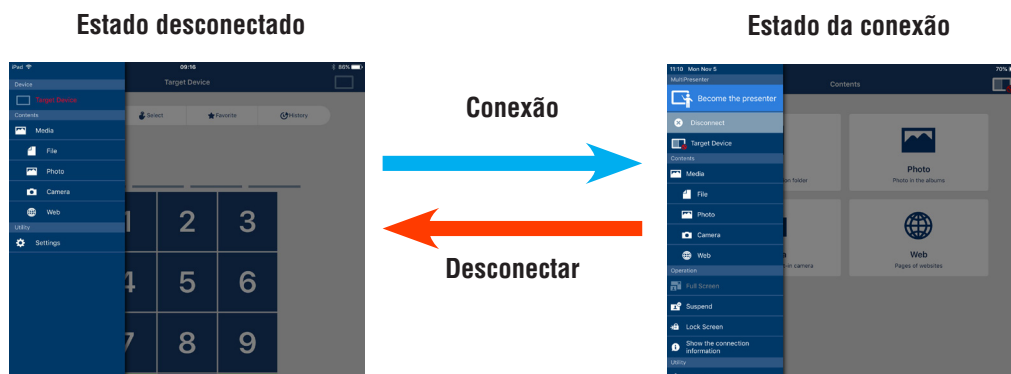 Estado desconectado
Estado da conexão
iPad 09:16 86%
Device
Target Device
Target Device
Contents
Select Favorite History
Media
File
Photo
Camera
Web
Utility
Settings
1 2 3
4 5 6
7 8 9
Conexão
Desconectar
11:10 Mon Nov 5 70%
MultiPresenter
Contents
Become the presenter
Disconnect
Target Device
Contents
Media
File
Photo
Camera
Web
Operation
Full Screen
Suspend
Lock Screen
Show the connection
information
Utility
Photo
Photo in the albums
folder
Web
Pages of websites
camera